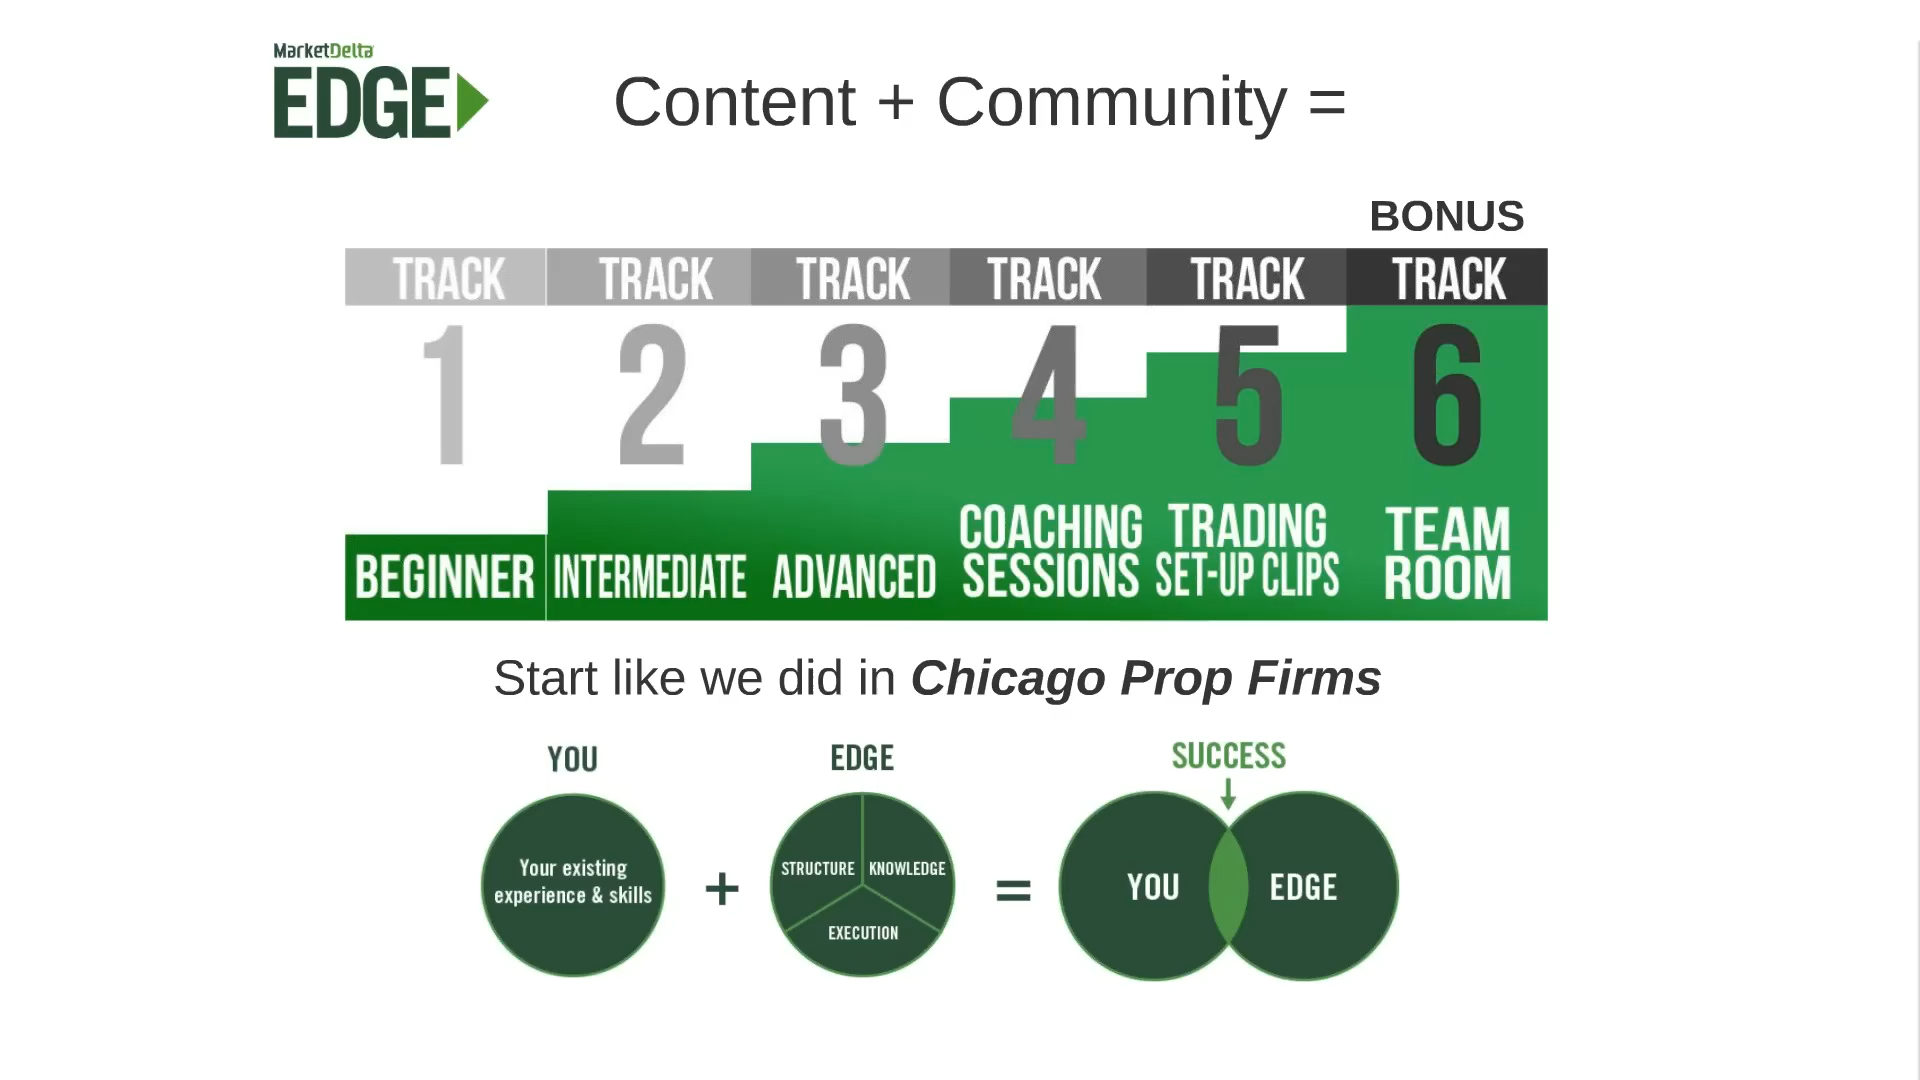 MarketDelta
EDGE
Content + Community =
BONUS
TRACK TRACK TRACK TRACK TRACK TRACK
1 2 3 4 5 6
BEGINNER
INTERMEDIATE
ADVANCED
COACHING
SESSIONS
TRADING
SET-UP CLIPS
TEAM
ROOM
Start like we did in Chicago Prop Firms
YOU
Your existing
experience & skills
+
EDGE
STRUCTURE
KNOWLEDGE
EXECUTION
=
SUCCESS
YOU
EDGE